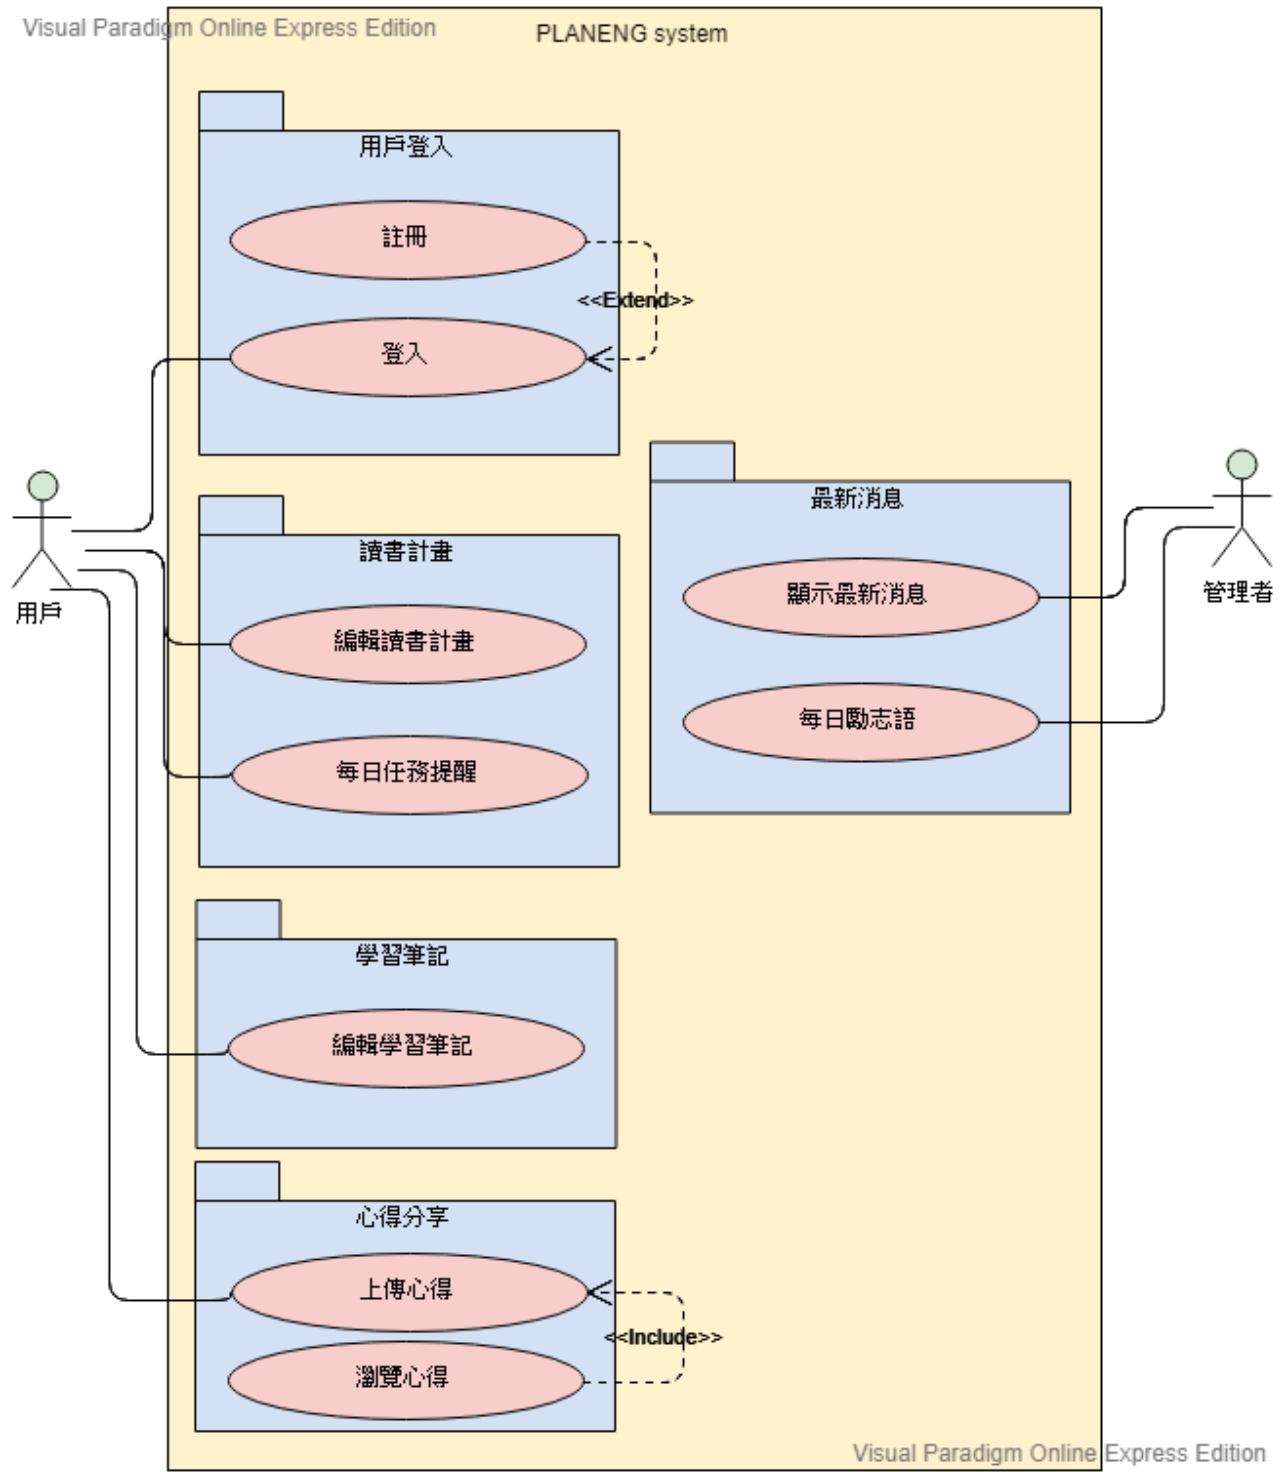 Visual Paradigm Online Express Edition
PLANENG system
用戶登入
註冊
<<Extend>>
登入
用戶
讀書計畫
編輯讀書計畫
每日任務提醒
最新消息
顯示最新消息
每日勵志語
管理者
學習筆記
編輯學習筆記
心得分享
上傳心得
<<Include>>
瀏覽心得
Visual Paradigm Online Express Edition